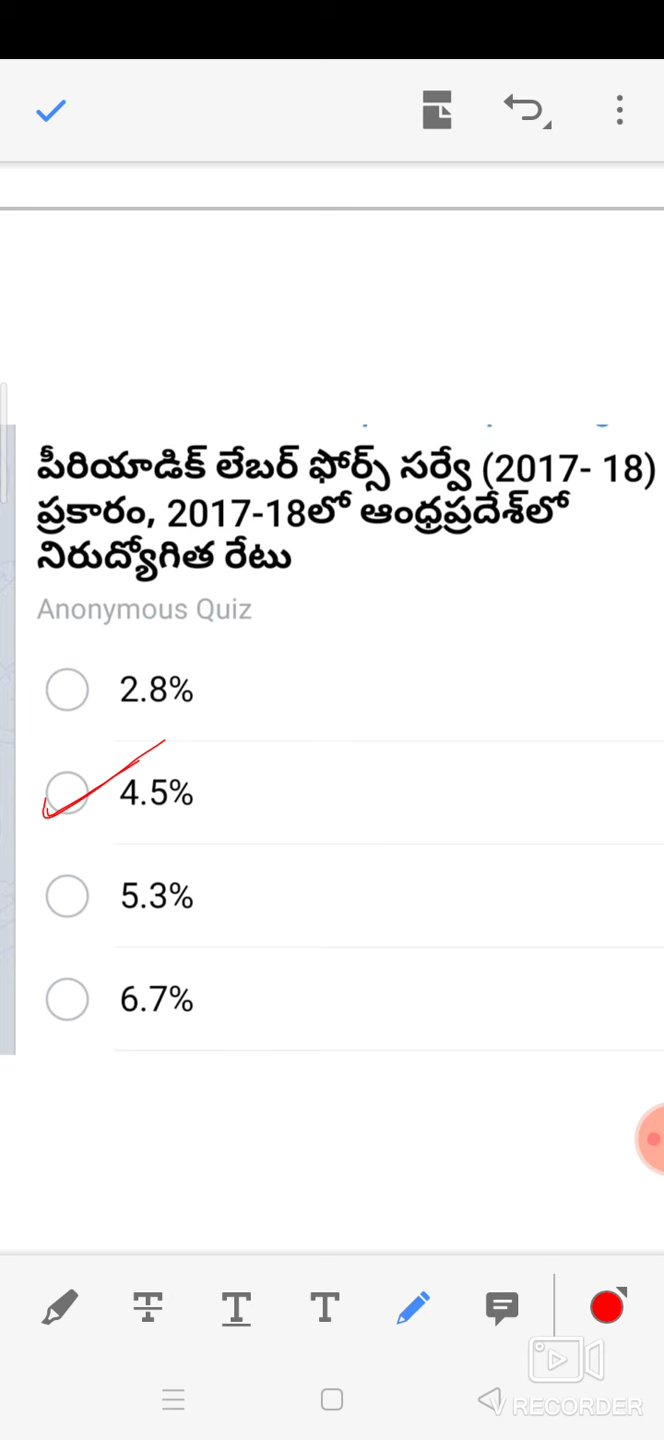 పీరియాడిక్ లేబర్ ఫోర్స్ సర్వే (2017- 18)
ప్రకారం, 2017-18లో ఆంధ్రప్రదేశ్‌లో
నిరుద్యోగిత రేటు
Anonymous Quiz
2.8%
4.5%
5.3%
6.7%
T
T
T
V RECORDER